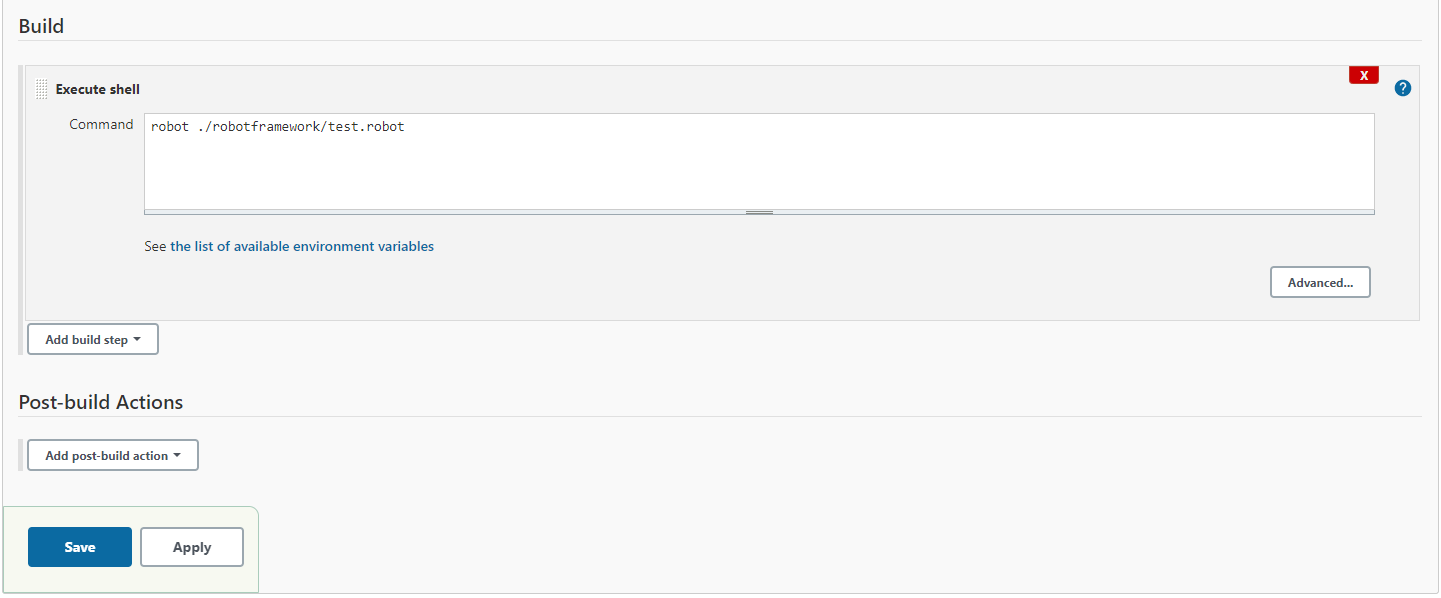 Build
X
Execute shell
?
Command
robot ./robotframework/test.robot
See the list of available environment variables
Advanced...
Add build step
Post-build Actions
Add post-build action
Save
Apply